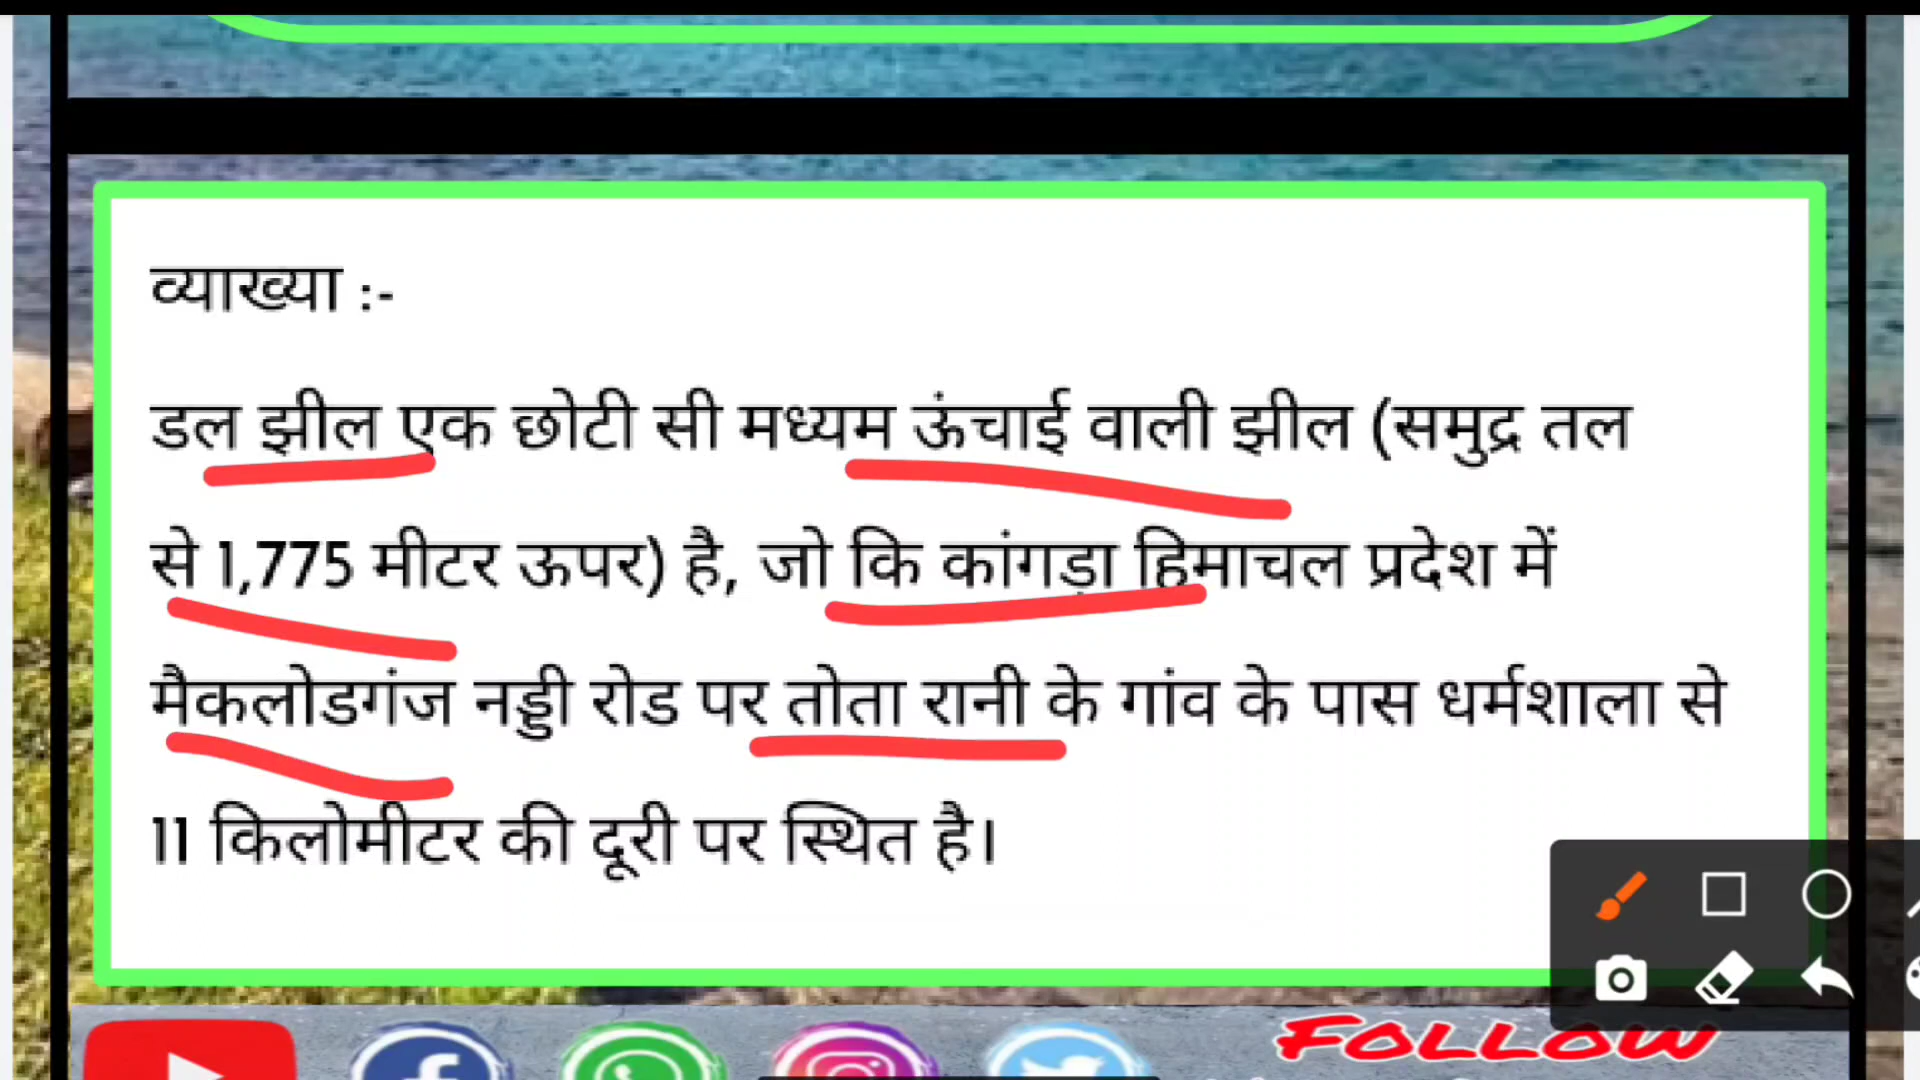 व्याख्या :-
डल झील एक छोटी सी मध्यम ऊंचाई वाली झील (समुद्र तल
से 1,775 मीटर ऊपर) है, जो कि कांगड़ा हिमाचल प्रदेश में
मैकलोडगंज नड्डी रोड पर तोता रानी के गांव के पास धर्मशाला से
11 किलोमीटर की दूरी पर स्थित है।
FOLLOW